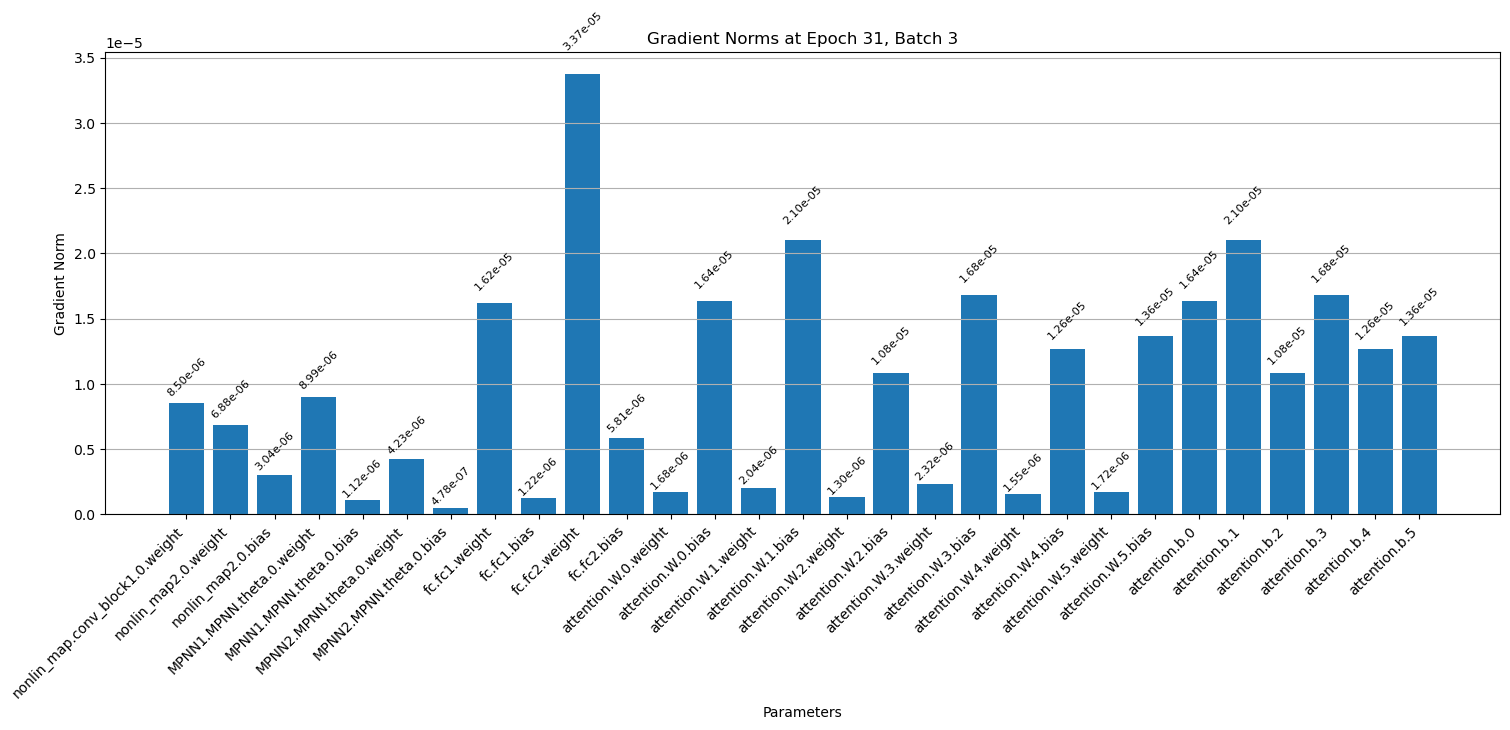 Gradient Norms at Epoch 31, Batch 3
1e−5
Gradient Norm
3.5
3.0
2.5
2.0
1.5
1.0
0.5
0.0
8.50e-06
6.88e-06
3.04e-06
8.99e-06
1.12e-06
4.23e-06
4.78e-07
1.62e-05
1.22e-06
3.37e-05
5.81e-06
1.68e-06
1.64e-05
2.04e-06
2.10e-05
1.30e-06
1.08e-05
2.32e-06
1.68e-05
1.55e-06
1.26e-05
1.72e-06
1.36e-05
1.64e-05
2.10e-05
1.08e-05
1.68e-05
1.26e-05
1.36e-05
nonlin_map.conv_block1.0.weight
nonlin_map2.0.weight
nonlin_map2.0.bias
MPNN1.MPNN.theta.0.weight
MPNN1.MPNN.theta.0.bias
MPNN2.MPNN.theta.0.weight
MPNN2.MPNN.theta.0.bias
fc.fc1.weight
fc.fc1.bias
fc.fc2.weight
fc.fc2.bias
attention.W.0.weight
attention.W.0.bias
attention.W.1.weight
attention.W.1.bias
attention.W.2.weight
attention.W.2.bias
attention.W.3.weight
attention.W.3.bias
attention.W.4.weight
attention.W.4.bias
attention.W.5.weight
attention.W.5.bias
attention.b.0
attention.b.1
attention.b.2
attention.b.3
attention.b.4
attention.b.5
Parameters